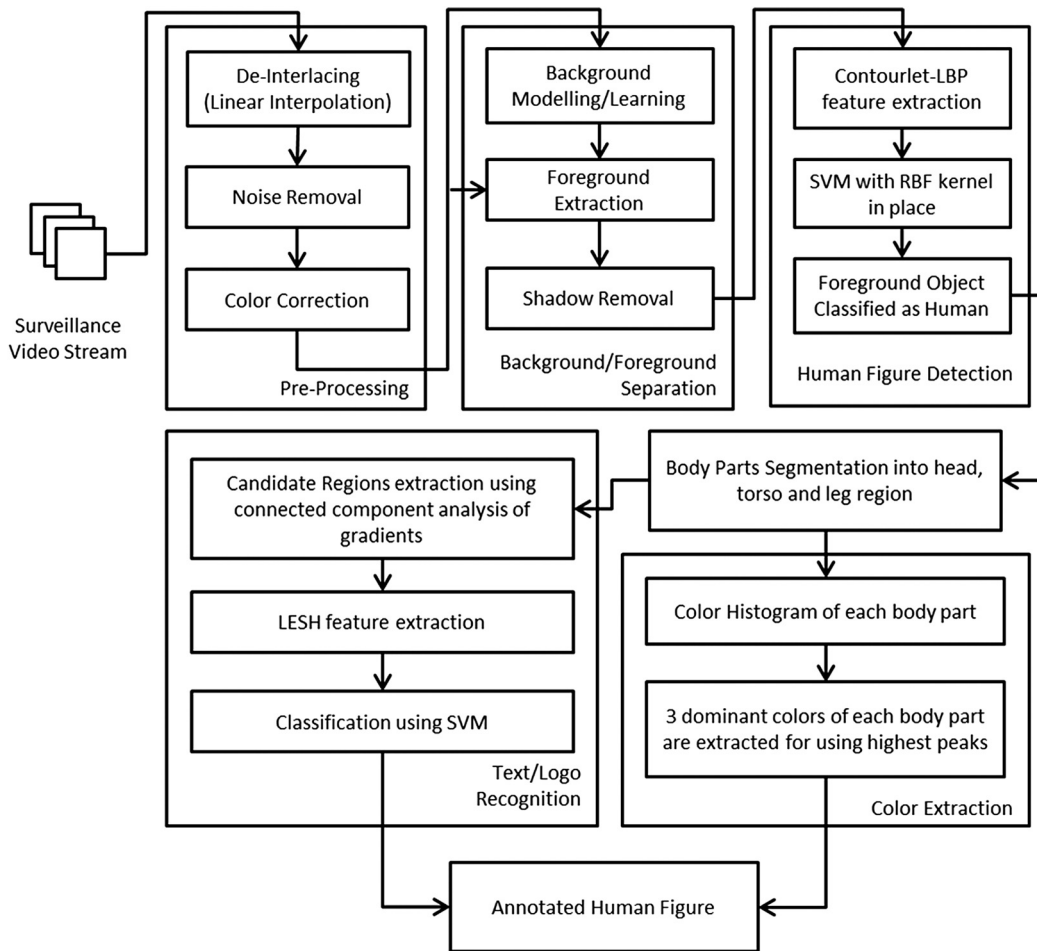 Surveillance
Video Stream
De-Interlacing
(Linear Interpolation)
Noise Removal
Color Correction
Pre-Processing
Background
Modelling/Learning
Foreground
Extraction
Shadow Removal
Background/Foreground
Separation
Contourlet-LBP
feature extraction
SVM with RBF kernel
in place
Foreground Object
Classified as Human
Human Figure Detection
Body Parts Segmentation into head,
torso and leg region
Candidate Regions extraction using
connected component analysis of
gradients
LESH feature extraction
Classification using SVM
Text/Logo
Recognition
Color Histogram of each body part
3 dominant colors of each body part
are extracted for using highest peaks
Color Extraction
Annotated Human Figure